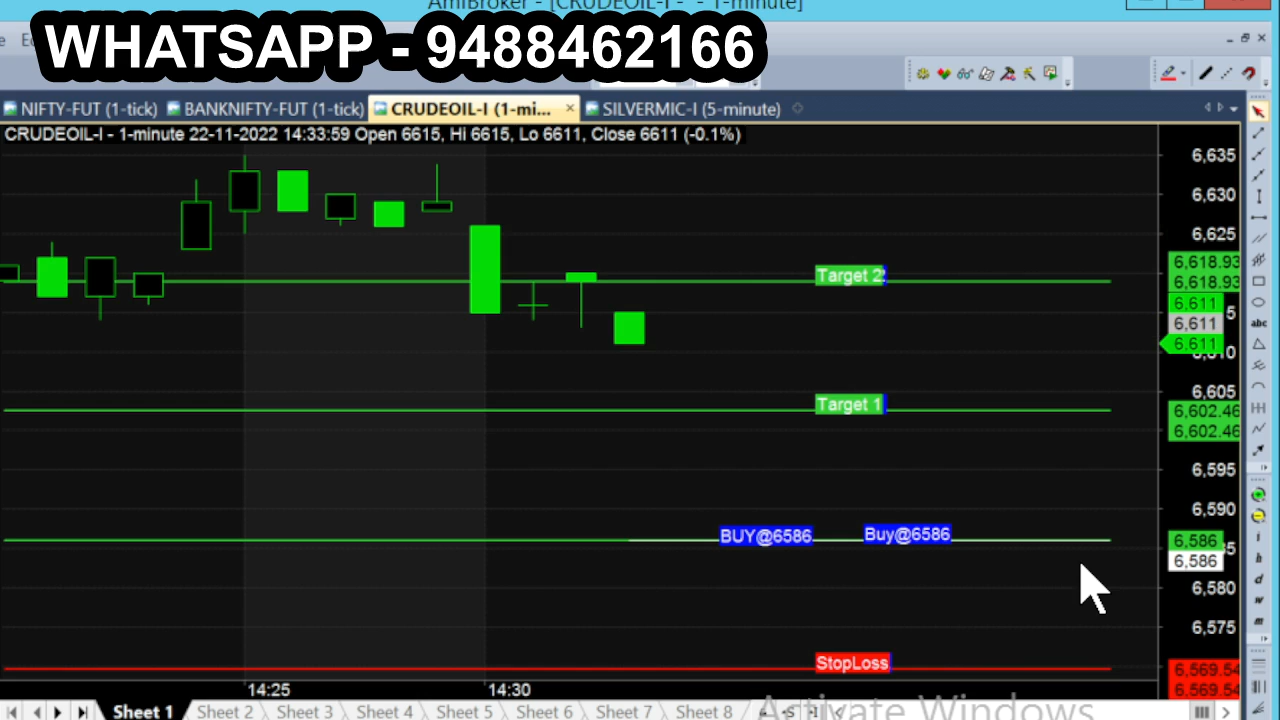 AmiBroker - [CRUDEOIL-I - - 1-minute]
WHATSAPP - 9488462166
NIFTY-FUT (1-tick) BANKNIFTY-FUT (1-tick) CRUDEOIL-I (1-mi... SILVERMIC-I (5-minute)
CRUDEOIL-I - 1-minute 22-11-2022 14:33:59 Open 6615, Hi 6615, Lo 6611, Close 6611 (-0.1%)
6,635
6,630
6,625
6,618.93
Target 2
6,618.93
6,611
6,611
6,611
6,605
Target 1
6,602.46
6,602.46
6,595
6,590
BUY@6586 Buy@6586
6,586
6,586
6,580
6,575
StopLoss
6,569.54
6,569.54
14:25 14:30
abc
i
h
d
w
m
Sheet 1 Sheet 2 Sheet 3 Sheet 4 Sheet 5 Sheet 6 Sheet 7 Sheet 8
Activate Windows